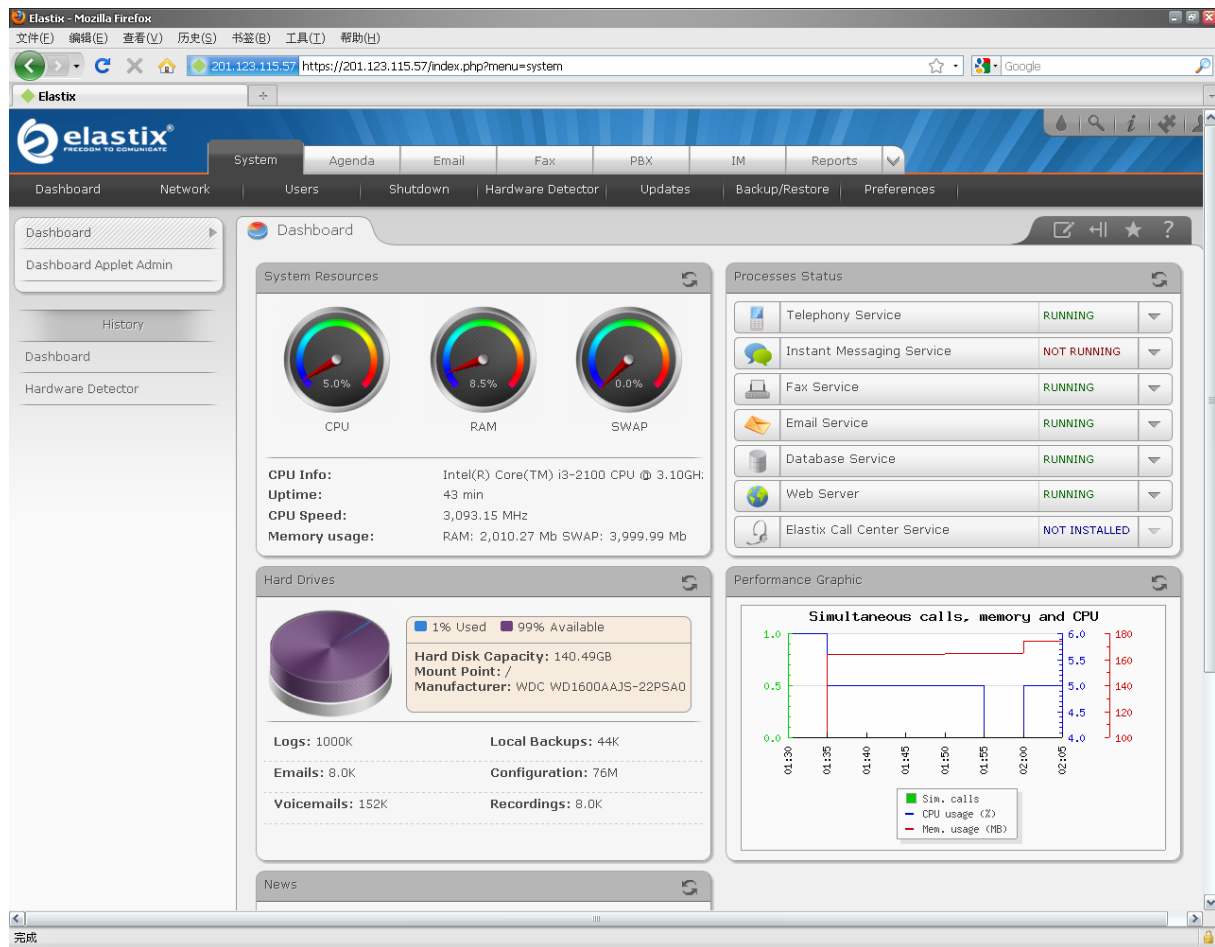 Elastix - Mozilla Firefox
文件(F) 编辑(E) 查看(V) 历史(S) 书签(B) 工具(T) 帮助(H)
201.123.115.57 https://201.123.115.57/index.php?menu=system Google
Elastix
elastix®
FREEDOM TO COMUNICATE
System Agenda Email Fax PBX IM Reports
Dashboard Network Users Shutdown Hardware Detector Updates Backup/Restore Preferences
Dashboard
Dashboard Applet Admin
History
Dashboard
Hardware Detector
Dashboard
?
System Resources
5.0% 8.5% 0.0%
CPU RAM SWAP
CPU Info: Intel(R) Core(TM) i3-2100 CPU @ 3.10GH
Uptime: 43 min
CPU Speed: 3,093.15 MHz
Memory usage: RAM: 2,010.27 Mb SWAP: 3,999.99 Mb
Processes Status
Telephony Service RUNNING
Instant Messaging Service NOT RUNNING
Fax Service RUNNING
Email Service RUNNING
Database Service RUNNING
Web Server RUNNING
Elastix Call Center Service NOT INSTALLED
Hard Drives
1% Used 99% Available
Hard Disk Capacity: 140.49GB
Mount Point: /
Manufacturer: WDC WD1600AAJS-22PSA0
Logs: 1000K Local Backups: 44K
Emails: 8.0K Configuration: 76M
Voicemails: 152K Recordings: 8.0K
Performance Graphic
Simultaneous calls, memory and CPU
1.0 6.0 180
5.5 160
0.5 5.0 140
4.5 120
0.0 4.0 100
01:30 01:35 01:40 01:45 01:50 01:55 02:00 02:05
Sim. calls
CPU usage (%)
Mem. usage (MB)
News
完成